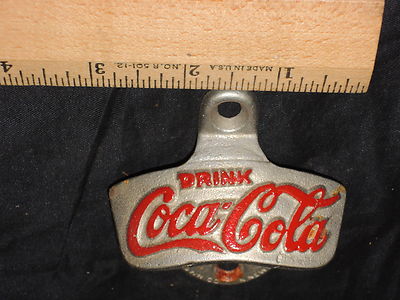 4 3 MADE IN U.S.A. NO. R 501-12 2 1
DRINK
Coca-Cola